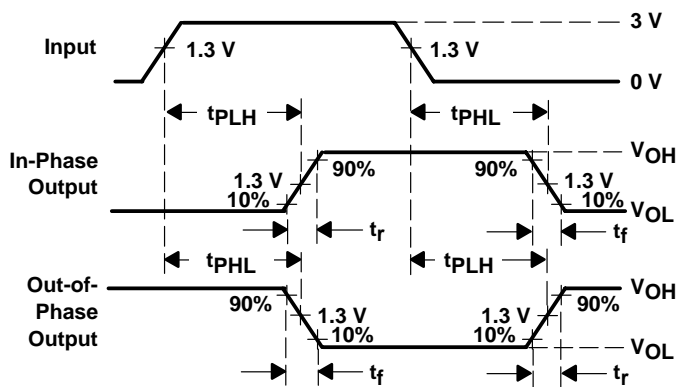 3 V
Input
1.3 V
1.3 V
0 V
tPLH
tPHL
VOH
In-Phase
Output
90%
90%
1.3 V
1.3 V
10%
10%
VOL
tr
tf
tPHL
tPLH
Out-of-
Phase
Output
VOH
90%
90%
1.3 V
1.3 V
10%
10%
VOL
tf
tr